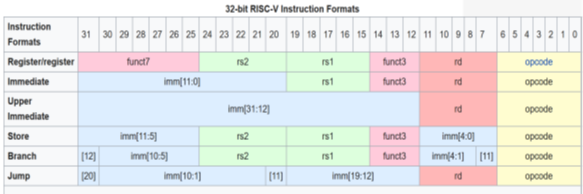 32-bit RISC-V Instruction Formats
Instruction Formats 31 30 29 28 27 26 25 24 23 22 21 20 19 18 17 16 15 14 13 12 11 10 9 8 7 6 5 4 3 2 1 0
Register/register funct7 rs2 rs1 funct3 rd opcode
Immediate imm[11:0] rs1 funct3 rd opcode
Upper Immediate imm[31:12] rd opcode
Store imm[11:5] rs2 rs1 funct3 imm[4:0] opcode
Branch [12] imm[10:5] rs2 rs1 funct3 imm[4:1] [11] opcode
Jump [20] imm[10:1] [11] imm[19:12] rd opcode